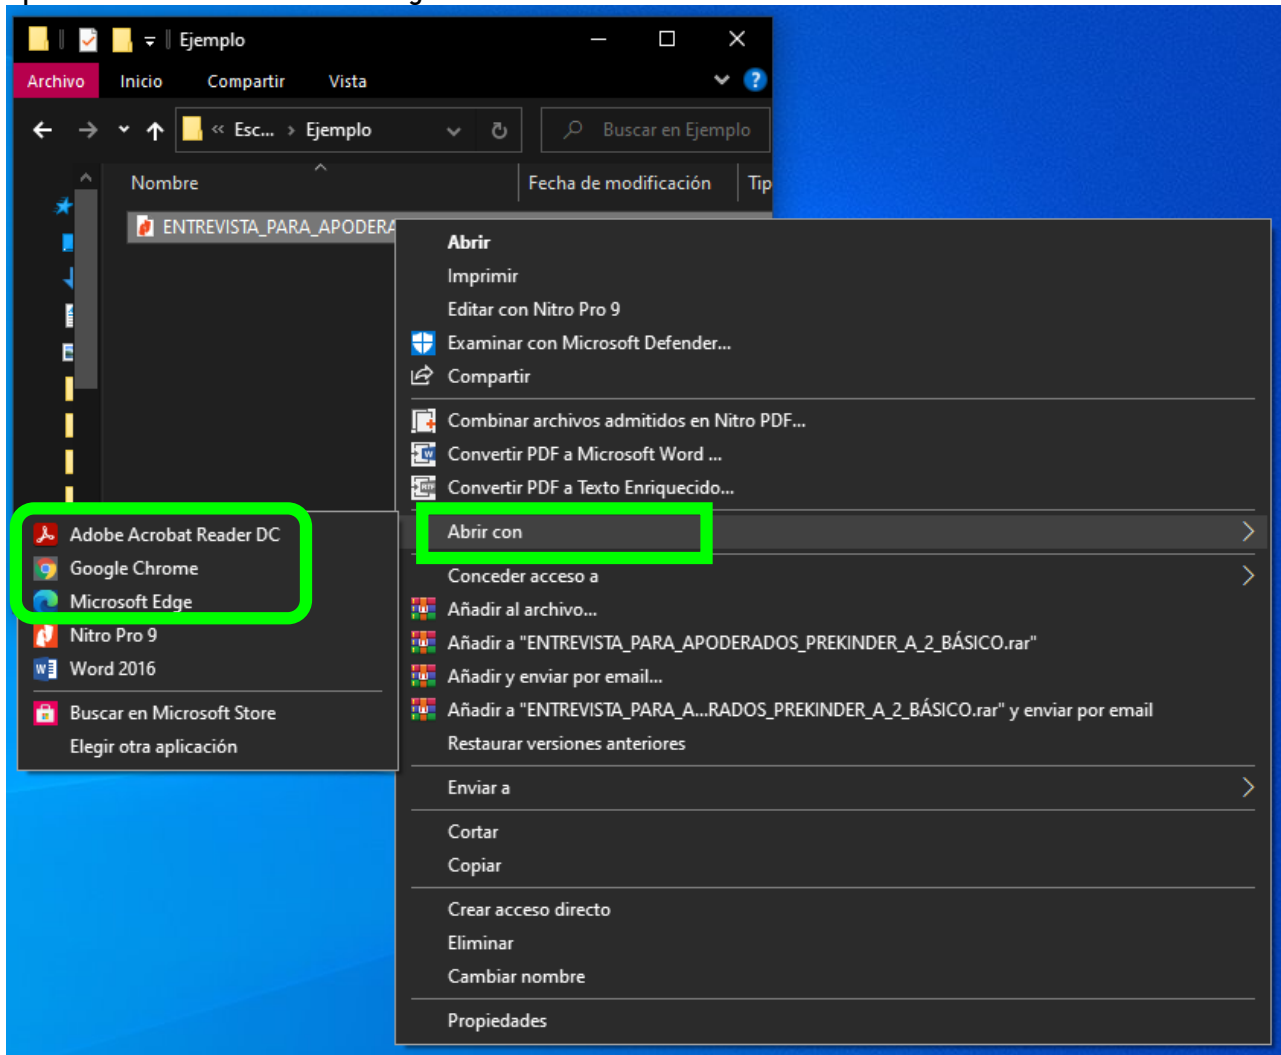 Ejemplo
Archivo Inicio Compartir Vista
« Esc... › Ejemplo
Buscar en Ejemplo
Nombre Fecha de modificación Tip
ENTREVISTA_PARA_APODERA
Abrir
Imprimir
Editar con Nitro Pro 9
Examinar con Microsoft Defender...
Compartir
Combinar archivos admitidos en Nitro PDF...
Convertir PDF a Microsoft Word ...
Convertir PDF a Texto Enriquecido...
Abrir con
Adobe Acrobat Reader DC
Google Chrome
Microsoft Edge
Nitro Pro 9
Word 2016
Buscar en Microsoft Store
Elegir otra aplicación
Conceder acceso a
Añadir al archivo...
Añadir a "ENTREVISTA_PARA_APODERADOS_PREKINDER_A_2_BÁSICO.rar"
Añadir y enviar por email...
Añadir a "ENTREVISTA_PARA_A...RADOS_PREKINDER_A_2_BÁSICO.rar" y enviar por email
Restaurar versiones anteriores
Enviar a
Cortar
Copiar
Crear acceso directo
Eliminar
Cambiar nombre
Propiedades